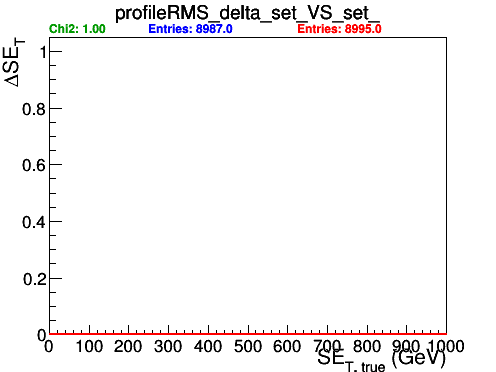 profileRMS_delta_set_VS_set_
Chi2: 1.00 Entries: 8987.0 Entries: 8995.0
ΔSE_T
1
0.8
0.6
0.4
0.2
0
0 100 200 300 400 500 600 700 800 900 1000
SE_T, true (GeV)